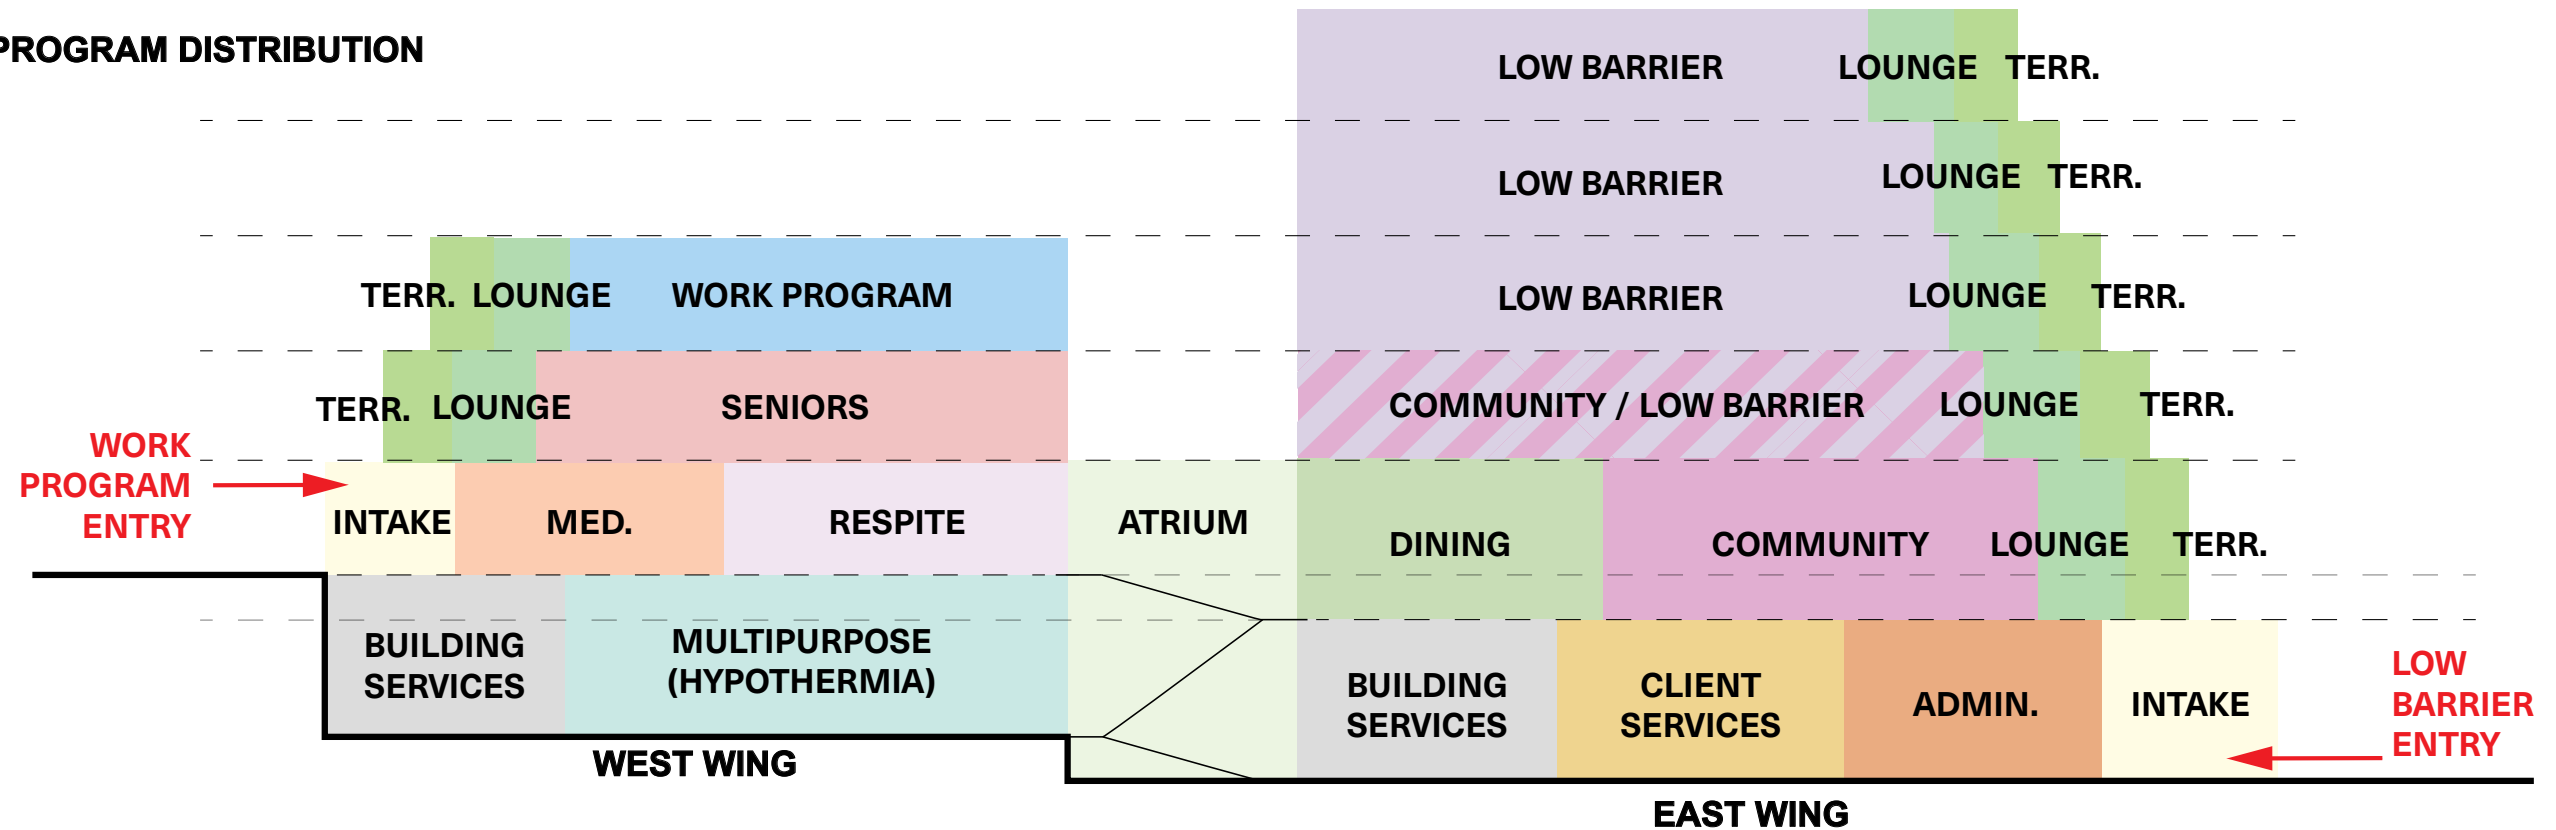 PROGRAM DISTRIBUTION
LOW BARRIER LOUNGE TERR.
LOW BARRIER LOUNGE TERR.
TERR. LOUNGE WORK PROGRAM LOW BARRIER LOUNGE TERR.
TERR. LOUNGE SENIORS COMMUNITY / LOW BARRIER LOUNGE TERR.
WORK
PROGRAM
ENTRY
INTAKE MED. RESPITE ATRIUM DINING COMMUNITY LOUNGE TERR.
BUILDING
SERVICES
MULTIPURPOSE
(HYPOTHERMIA)
BUILDING
SERVICES
CLIENT
SERVICES
ADMIN.
INTAKE
LOW
BARRIER
ENTRY
WEST WING
EAST WING